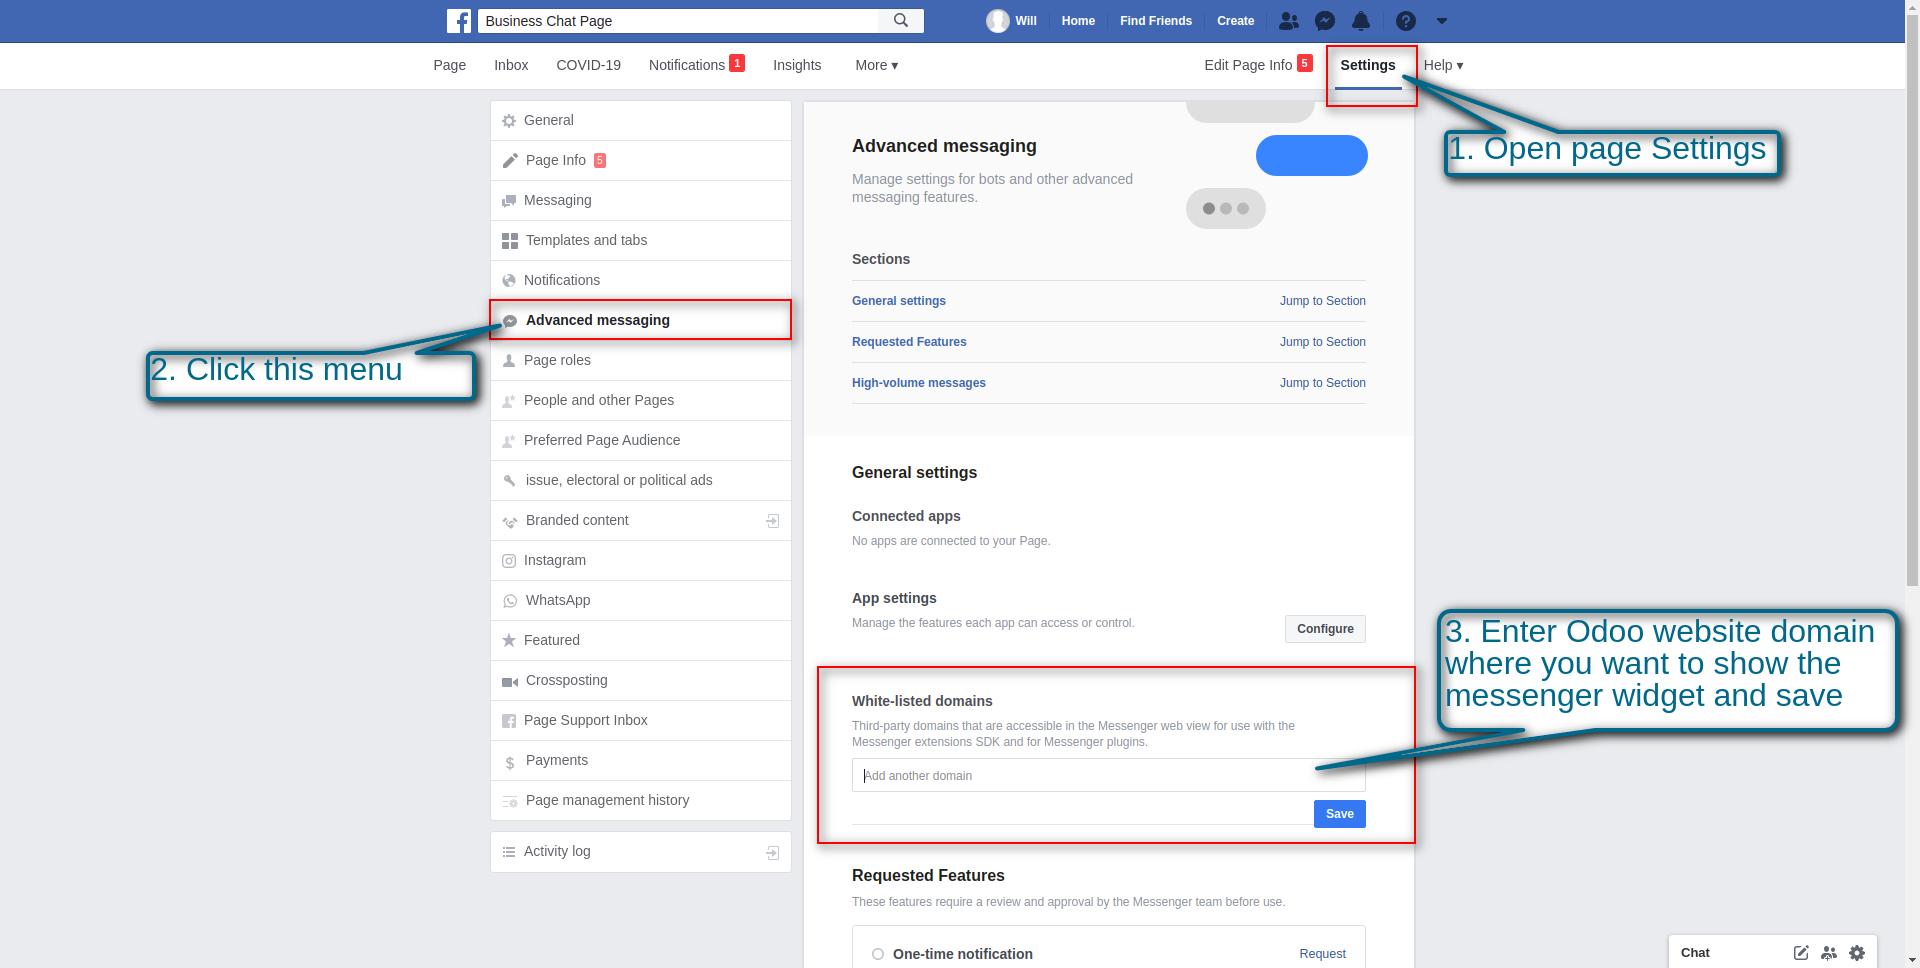 Business Chat Page
Will
Home
Find Friends
Create
Page
Inbox
COVID-19
Notifications 1
Insights
More ▾
Edit Page Info 5
Settings
Help ▾
1. Open page Settings
General
Page Info 5
Messaging
Templates and tabs
Notifications
Advanced messaging
2. Click this menu
Page roles
People and other Pages
Preferred Page Audience
issue, electoral or political ads
Branded content
Instagram
WhatsApp
Featured
Crossposting
Page Support Inbox
Payments
Page management history
Activity log
Advanced messaging
Manage settings for bots and other advanced
messaging features.
Sections
General settings Jump to Section
Requested Features Jump to Section
High-volume messages Jump to Section
General settings
Connected apps
No apps are connected to your Page.
App settings
Manage the features each app can access or control.
Configure
3. Enter Odoo website domain
where you want to show the
messenger widget and save
White-listed domains
Third-party domains that are accessible in the Messenger web view for use with the
Messenger extensions SDK and for Messenger plugins.
Add another domain
Save
Requested Features
These features require a review and approval by the Messenger team before use.
One-time notification Request
Chat